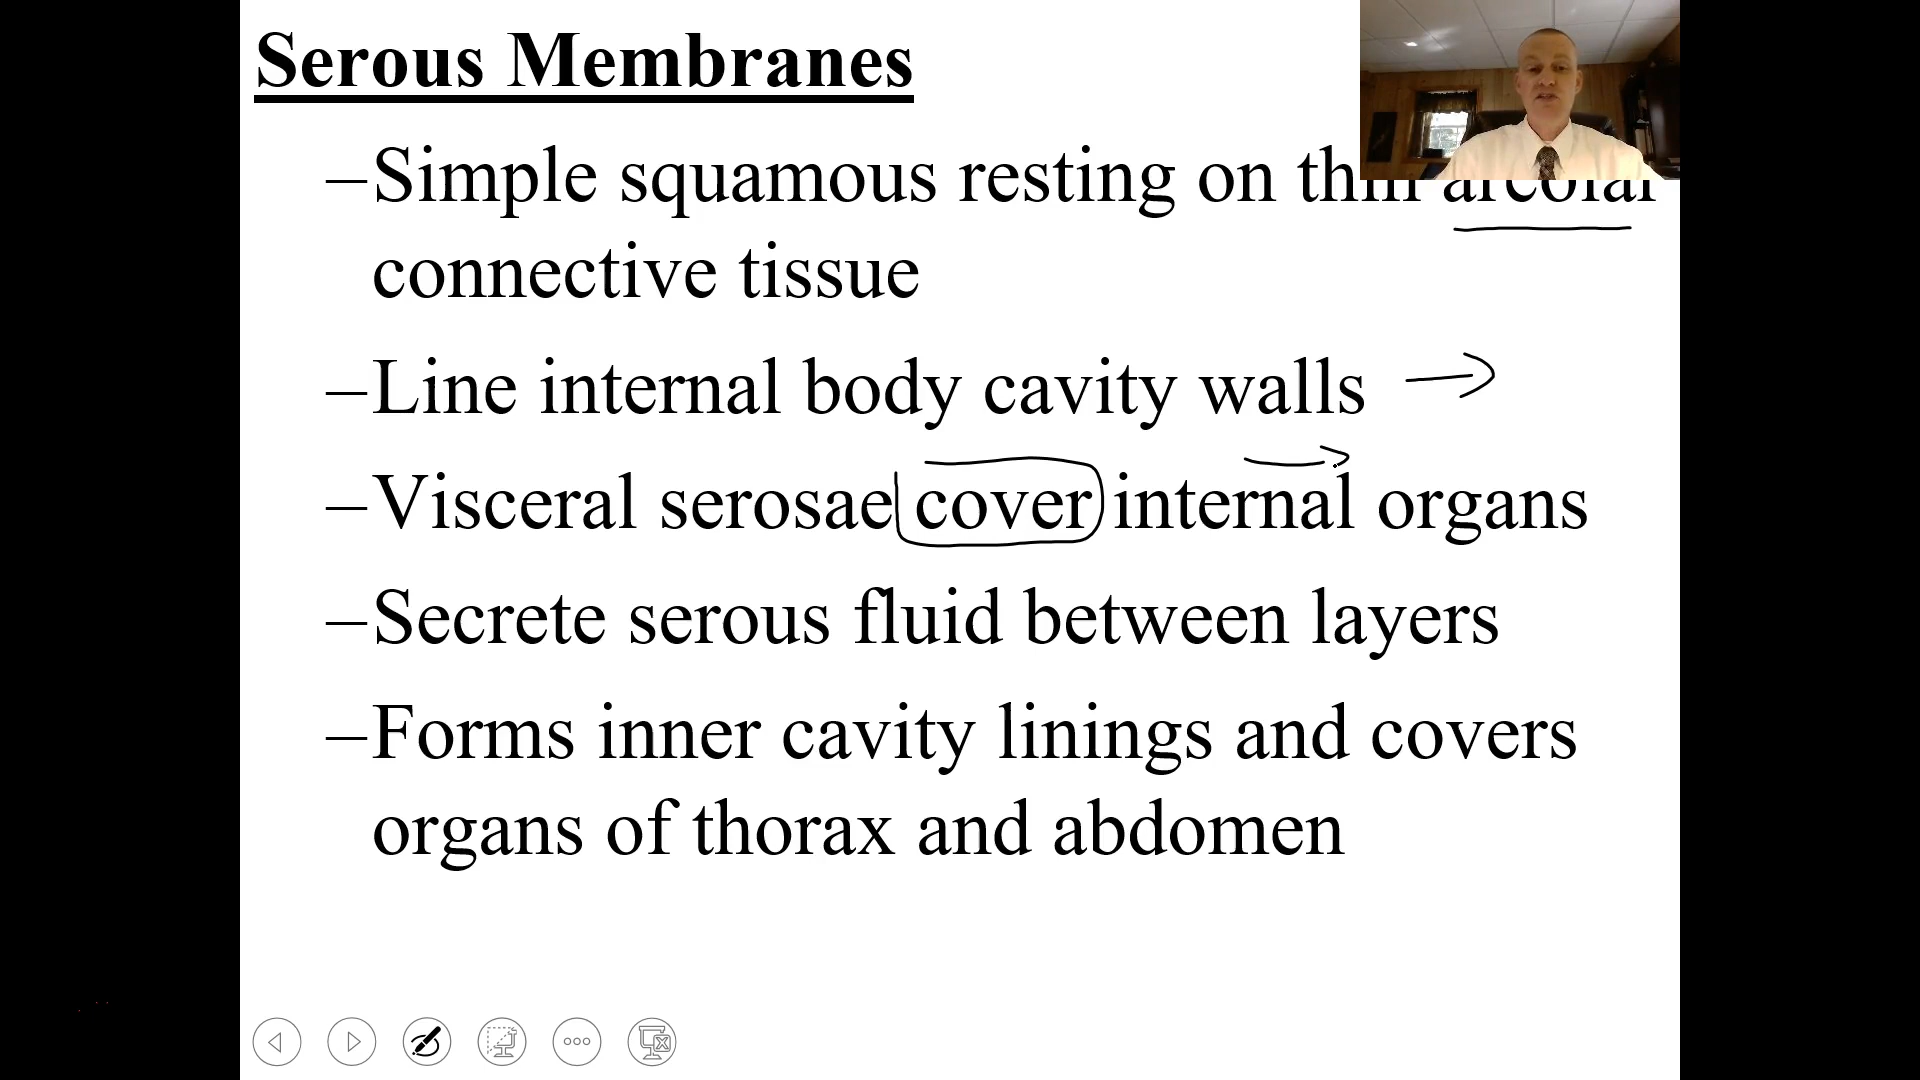 Serous Membranes
–Simple squamous resting on thin areolar
connective tissue
–Line internal body cavity walls
–Visceral serosae cover internal organs
–Secrete serous fluid between layers
–Forms inner cavity linings and covers
organs of thorax and abdomen